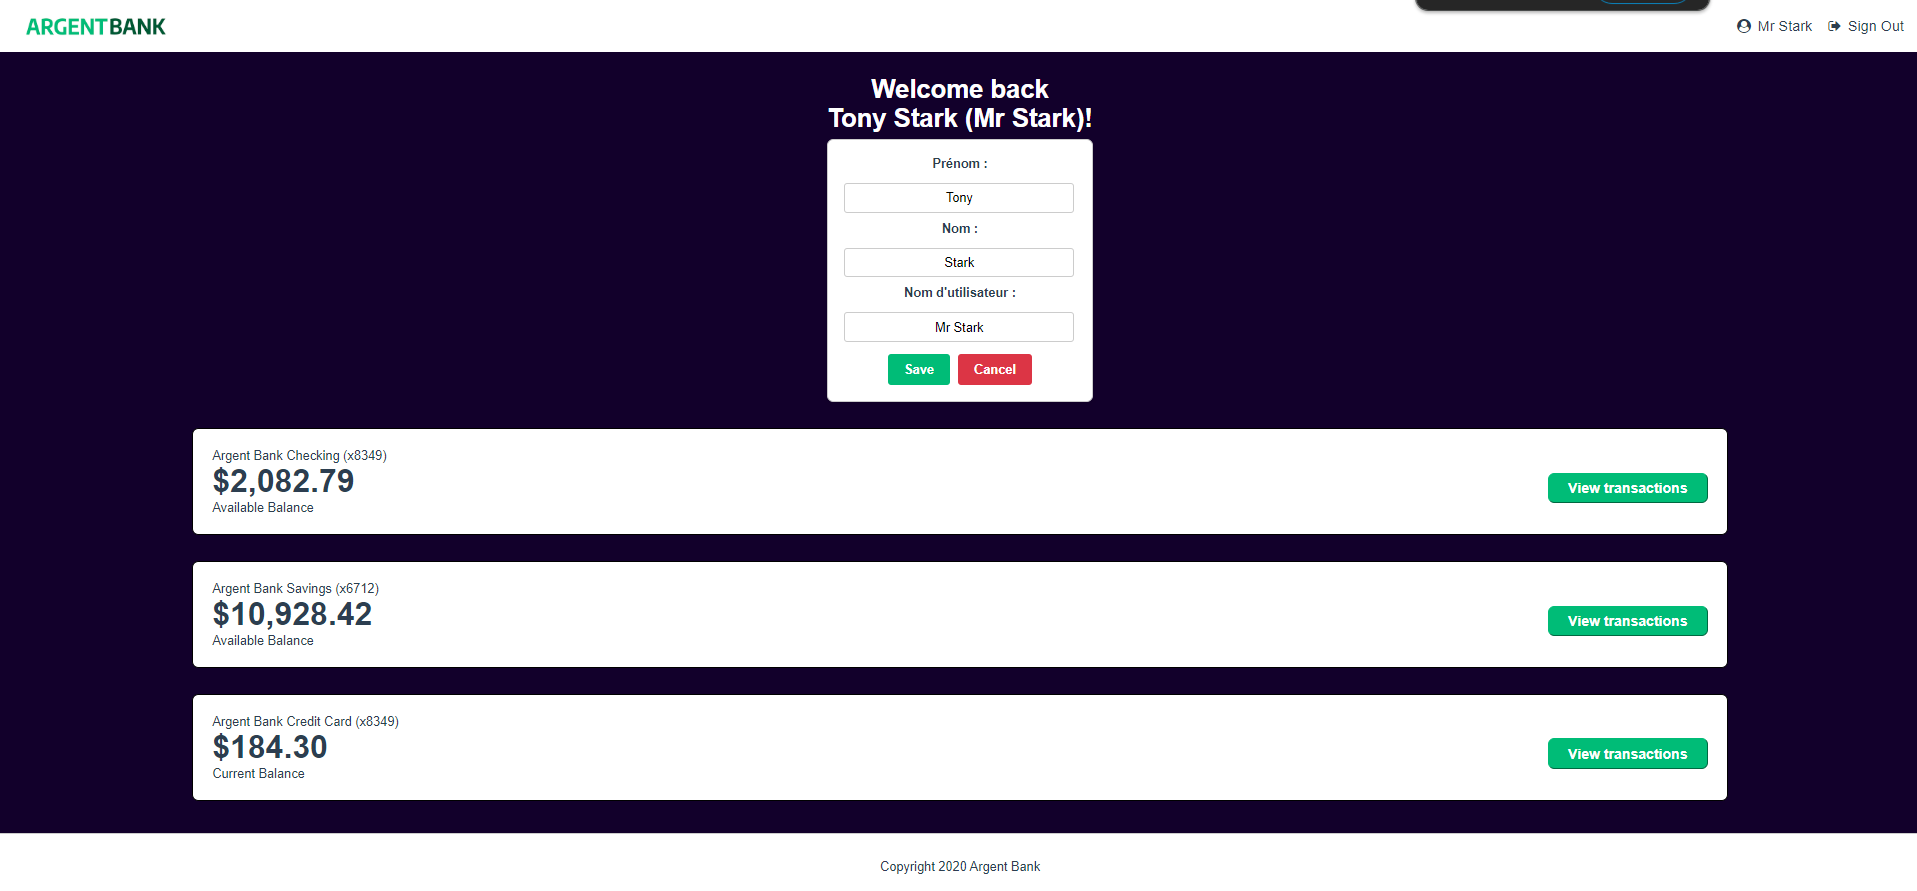 ARGENTBANK
Mr Stark
Sign Out
Welcome back
Tony Stark (Mr Stark)!
Prénom :
Tony
Nom :
Stark
Nom d'utilisateur :
Mr Stark
Save
Cancel
Argent Bank Checking (x8349)
$2,082.79
Available Balance
View transactions
Argent Bank Savings (x6712)
$10,928.42
Available Balance
View transactions
Argent Bank Credit Card (x8349)
$184.30
Current Balance
View transactions
Copyright 2020 Argent Bank